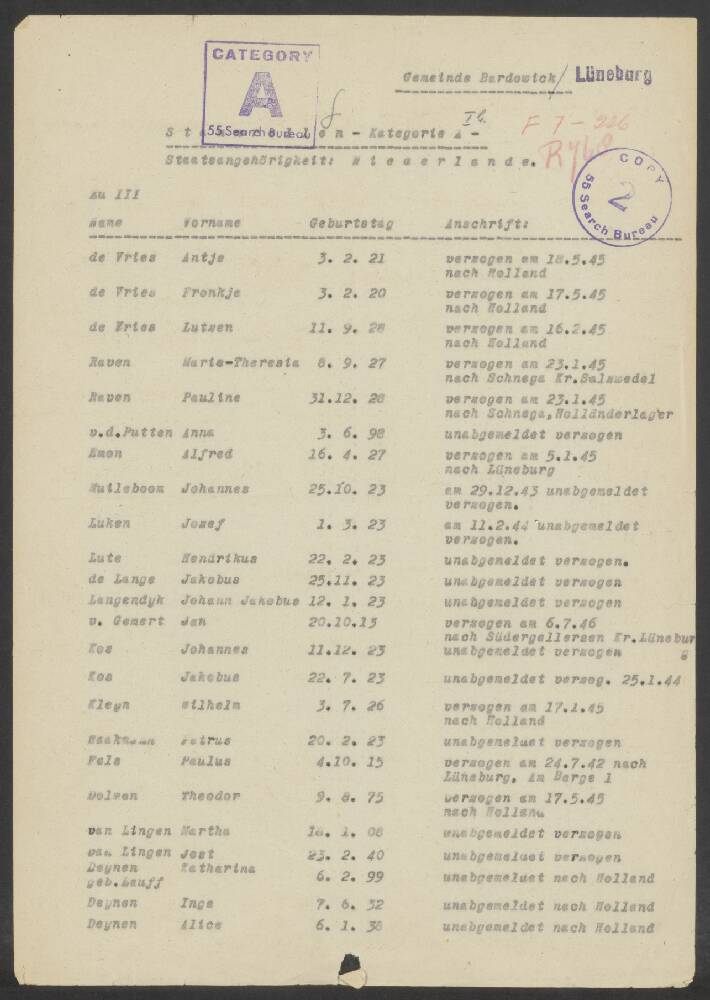 CATEGORY
A
55 Search Bureau
Gemeinde Bardowick / Lüneburg
Kategorie A -
F 7 - 226
Staatsangehörigkeit: Niederlande.
COPY
2
55 Search Bureau
Zu III
Name Vorname Geburtstag Anschrift:
de Vries Antje 3. 2. 21 verzogen am 18.5.45
nach Holland
de Vries Fronkje 3. 2. 20 verzogen am 17.5.45
nach Holland
de Vries Lutzen 11. 9. 28 verzogen am 16.2.45
nach Holland
Raven Marie-Theresia 8. 9. 27 verzogen am 23.1.45
nach Schnega Kr.Salzwedel
Raven Pauline 31.12. 28 verzogen am 23.1.45
nach Schnega,Holländerlager
v.d.Putten Anna 3. 6. 98 unabgemeldet verzogen
Emon Alfred 16. 4. 27 verzogen am 5.1.45
nach Lüneburg
Muileboom Johannes 25.10. 23 am 29.12.43 unabgemeldet
verzogen.
Luken Josef 1. 3. 23 am 11.2.44 unabgemeldet
verzogen.
Lute Hendrikus 22. 2. 23 unabgemeldet verzogen.
de Lange Jakobus 25.11. 23 unabgemeldet verzogen
Langendyk Johann Jakobus 12. 1. 23 unabgemeldet verzogen
v. Gemert Jan 20.10.15 verzogen am 6.7.46
nach Südergellersen Kr.Lünebur
g
Kos Johannes 11.12. 23 unabgemeldet verzogen
Kos Jakobus 22. 7. 23 unabgemeldet verzog. 25.1.44
Kleyn Wilhelm 3. 7. 26 verzogen am 17.1.45
nach Holland
Petrus 20. 2. 23 unabgemeldet verzogen
Fels Paulus 4.10. 15 verzogen am 24.7.42 nach
Lüneburg, Am Berge 1
Dolsen Theodor 9. 8. 75 verzogen am 17.5.45
nach Holland
van Lingen Martha 1. 08 unabgemeldet verzogen
van Lingen Jost 23. 2. 40 unabgemeldet verzogen
Deynen Katharina 6. 2. 99 unabgemeldet nach Holland
geb.Lauff
Deynen Inge 7. 6. 32 unabgemeldet nach Holland
Deynen Alice 6. 1. 38 unabgemeldet nach Holland